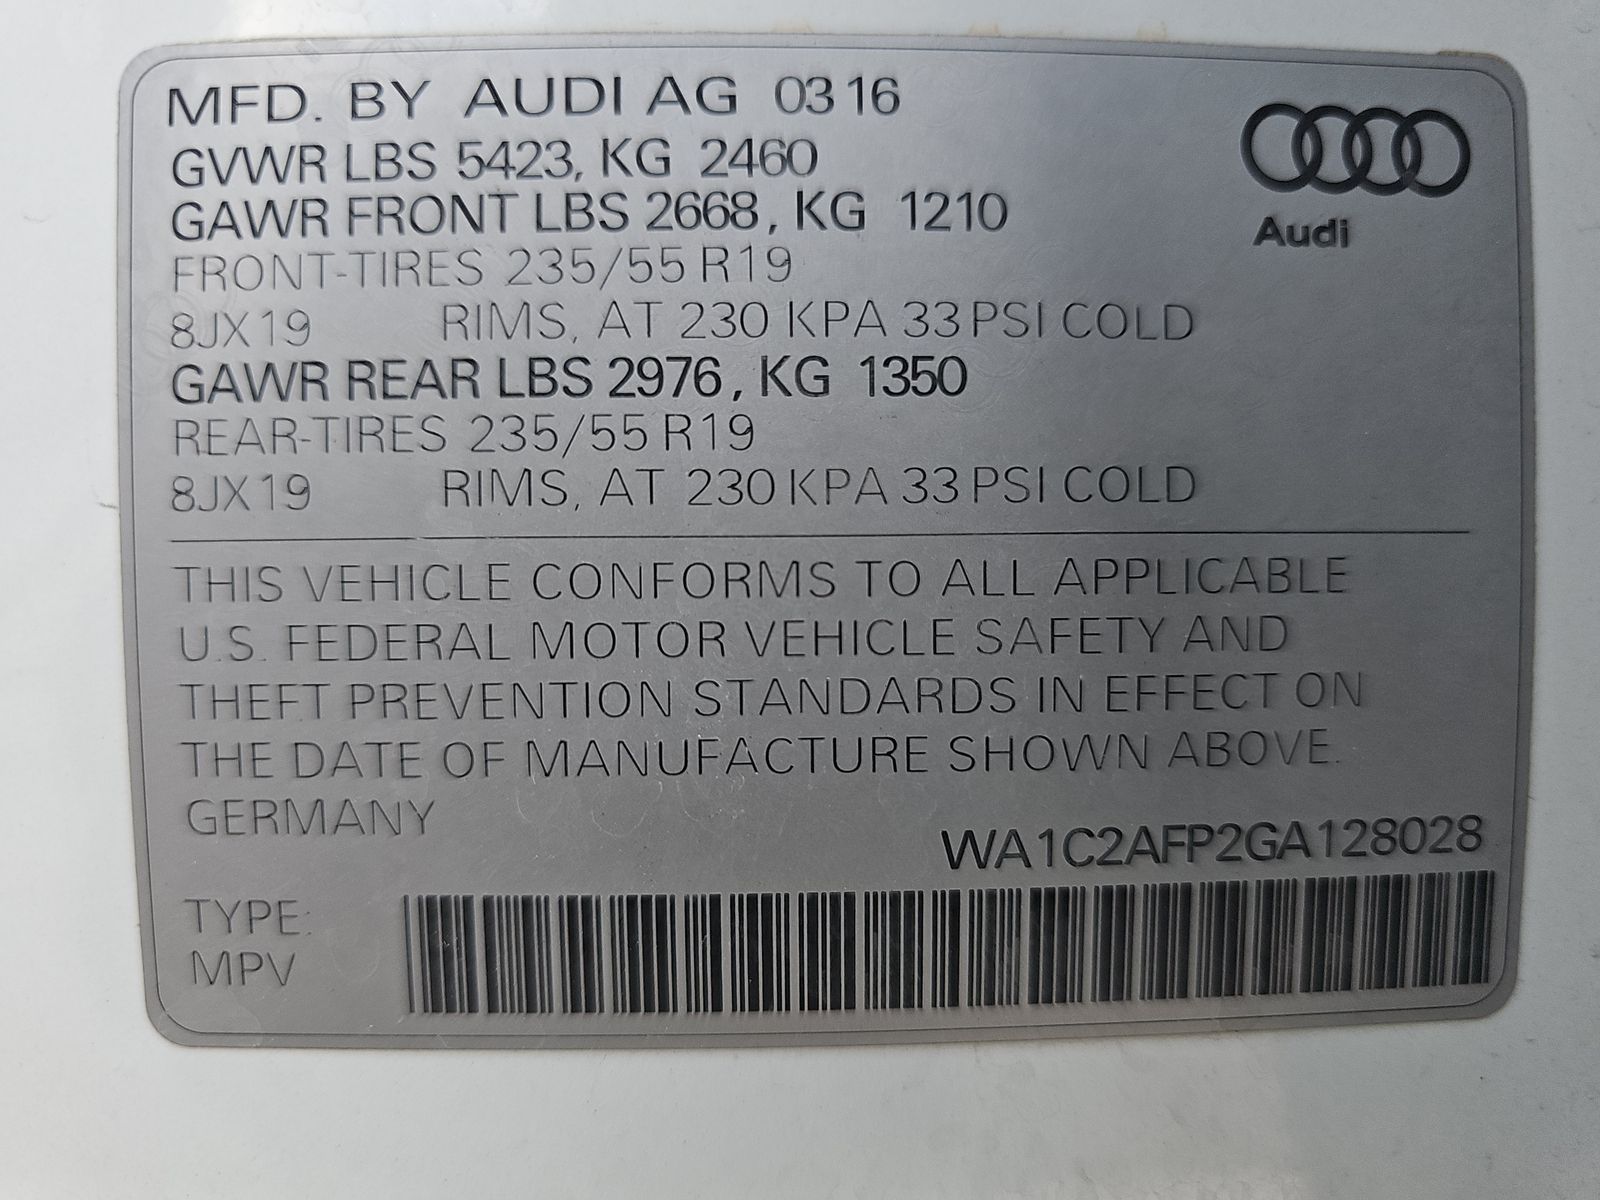 MFD. BY AUDI AG 03 16
GVWR LBS 5423, KG 2460
GAWR FRONT LBS 2668, KG 1210
FRONT-TIRES 235/55 R19
8JX19 RIMS, AT 230 KPA 33 PSI COLD
GAWR REAR LBS 2976, KG 1350
REAR-TIRES 235/55 R19
8JX19 RIMS, AT 230 KPA 33 PSI COLD
Audi
THIS VEHICLE CONFORMS TO ALL APPLICABLE
U.S. FEDERAL MOTOR VEHICLE SAFETY AND
THEFT PREVENTION STANDARDS IN EFFECT ON
THE DATE OF MANUFACTURE SHOWN ABOVE.
GERMANY
WA1C2AFP2GA128028
TYPE:
MPV